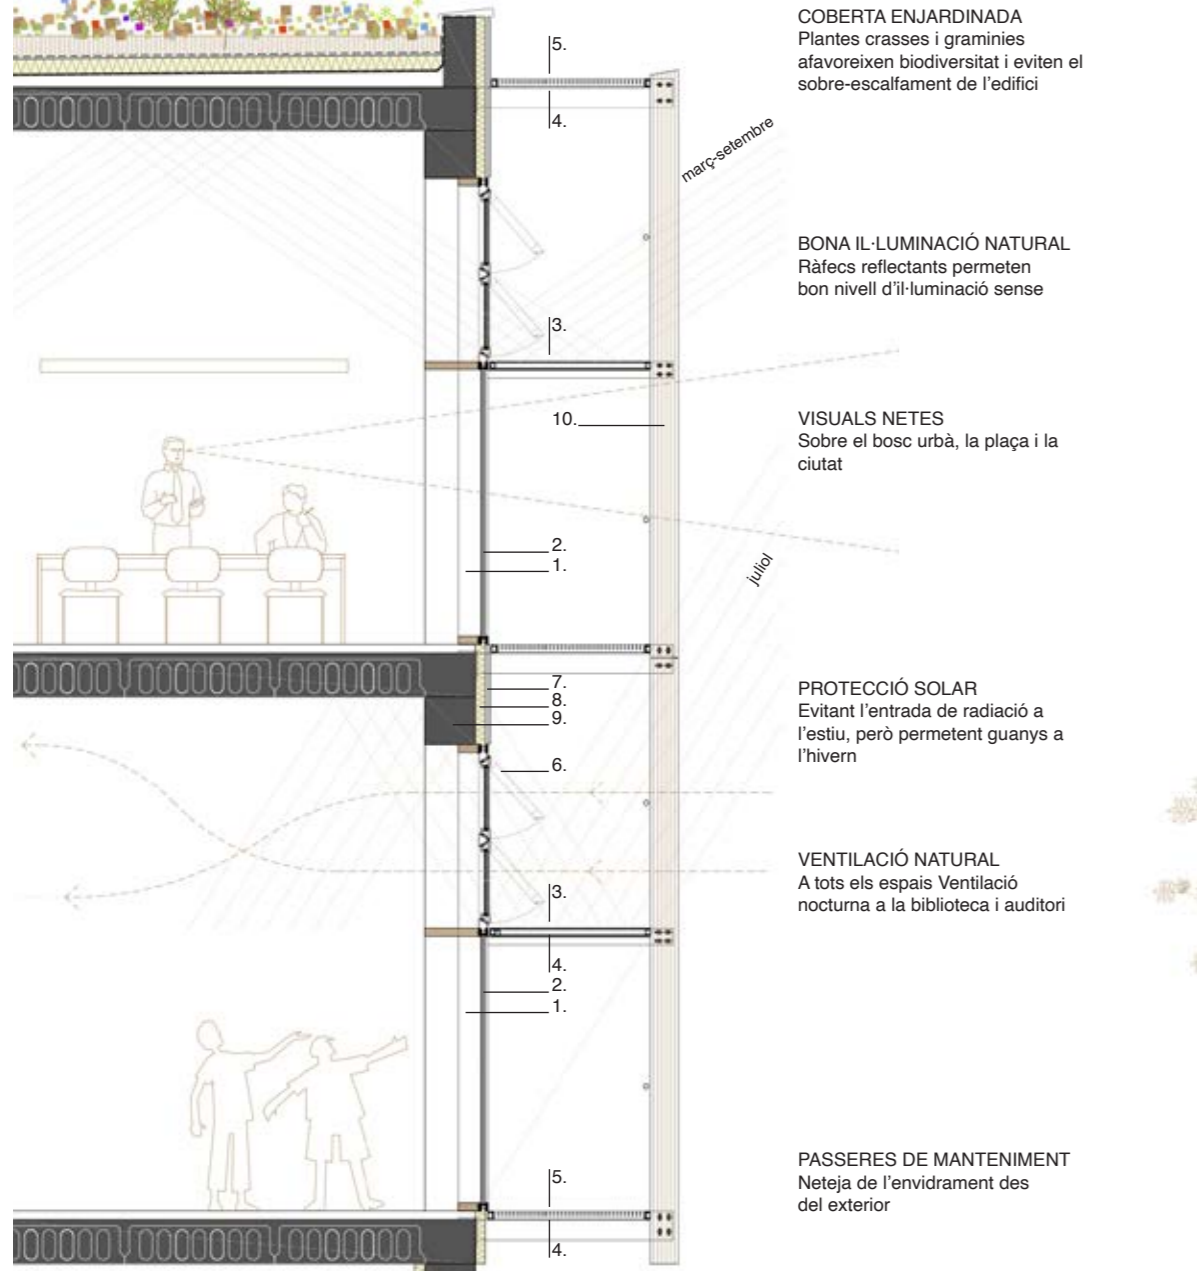 COBERTA ENJARDINADA
Plantes crasses i graminies
afavoreixen biodiversitat i eviten el
sobre-escalfament de l'edifici
5.
4.
març-setembre
BONA IL·LUMINACIÓ NATURAL
Ràfecs reflectants permeten
bon nivell d'il·luminació sense
3.
10.
VISUALS NETES
Sobre el bosc urbà, la plaça i la
ciutat
2.
1.
juliol
7.
8.
9.
6.
PROTECCIÓ SOLAR
Evitant l'entrada de radiació a
l'estiu, però permetent guanys a
l'hivern
VENTILACIÓ NATURAL
A tots els espais Ventilació
nocturna a la biblioteca i auditori
3.
4.
2.
1.
PASSERES DE MANTENIMENT
Neteja de l'envidrament des
del exterior
5.
4.